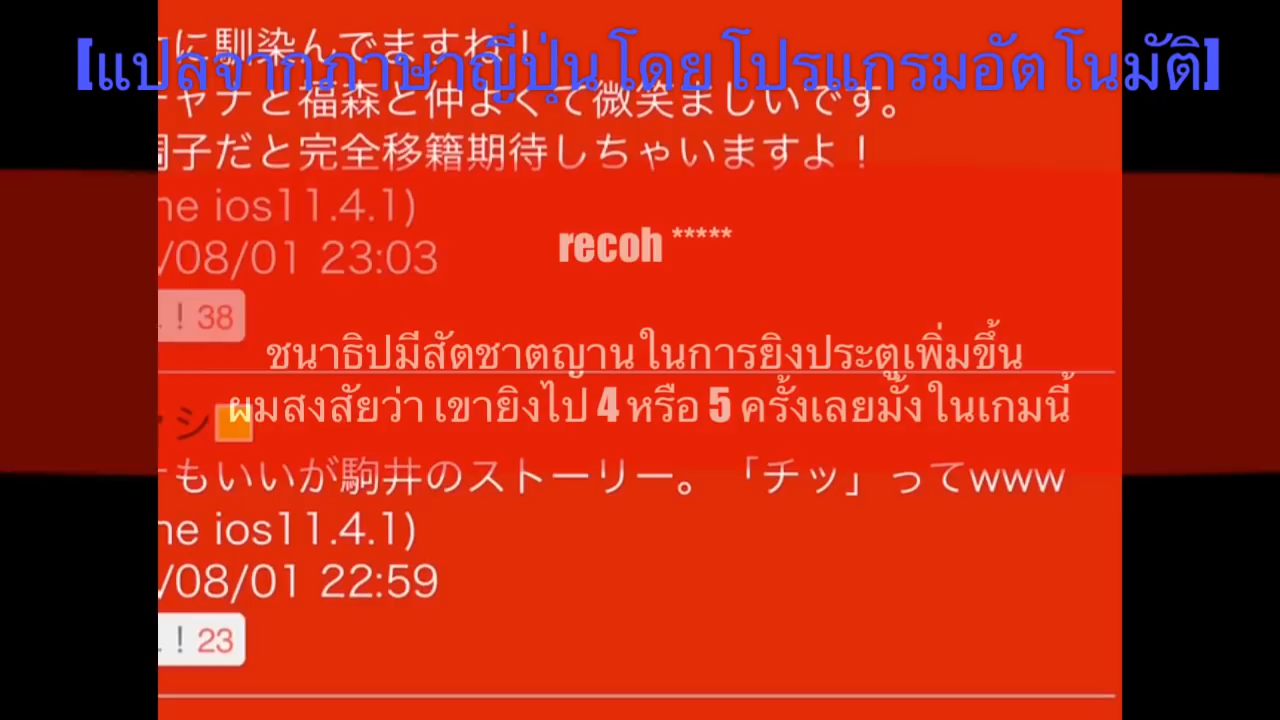 [แปลจากภาษาญี่ปุ่นโดยโปรแกรมอัตโนมัติ]
に馴染んでますね！
ャナと福森と仲よくて微笑ましいです。
調子だと完全移籍期待しちゃいますよ！
ne ios11.4.1)
/08/01 23:03
recoh *****
！38
ชนาธิปมีสัตชาตญานในการยิงประตูเพิ่มขึ้น
ผมสงสัยว่า เขายิงไป 4 หรือ 5 ครั้งเลยมั้ง ในเกมนี้
シ
もいいが駒井のストーリー。「チッ」ってwww
ne ios11.4.1)
/08/01 22:59
！23